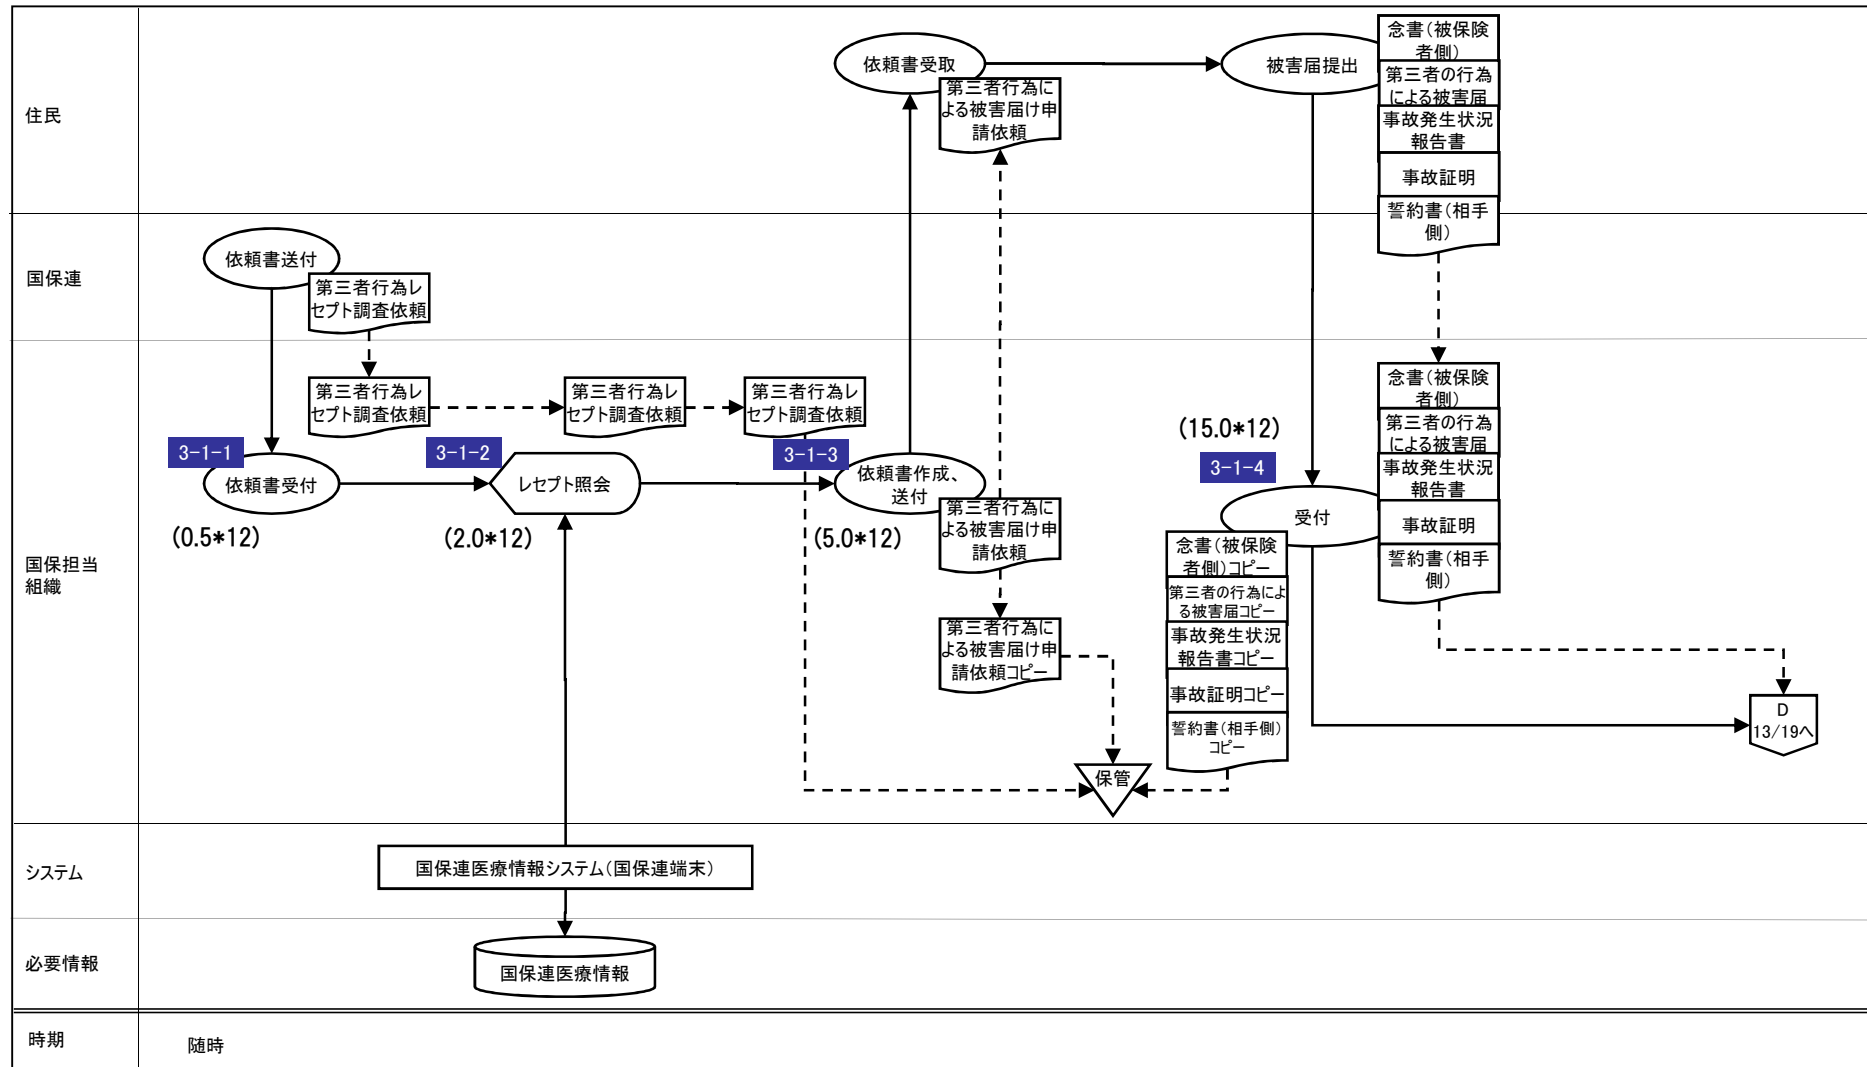 住民
依頼書受取
第三者行為に
よる被害届け申
請依頼
被害届提出
念書(被保険
者側)
第三者の行為
による被害届
事故発生状況
報告書
事故証明
誓約書(相手
側)
国保連
依頼書送付
第三者行為レ
セプト調査依頼
国保担当
組織
第三者行為レ
セプト調査依頼
第三者行為レ
セプト調査依頼
第三者行為レ
セプト調査依頼
3-1-1
依頼書受付
(0.5*12)
3-1-2
レセプト照会
(2.0*12)
3-1-3
依頼書作成、
送付
(5.0*12)
第三者行為に
よる被害届け申
請依頼
第三者行為に
よる被害届け申
請依頼コピー
保管
(15.0*12)
3-1-4
受付
念書(被保険
者側)
第三者の行為
による被害届
事故発生状況
報告書
事故証明
誓約書(相手
側)
念書(被保険
者側)コピー
第三者の行為によ
る被害届コピー
事故発生状況
報告書コピー
事故証明コピー
誓約書(相手側)
コピー
D
13/19へ
システム
国保連医療情報システム(国保連端末)
必要情報
国保連医療情報
時期
随時